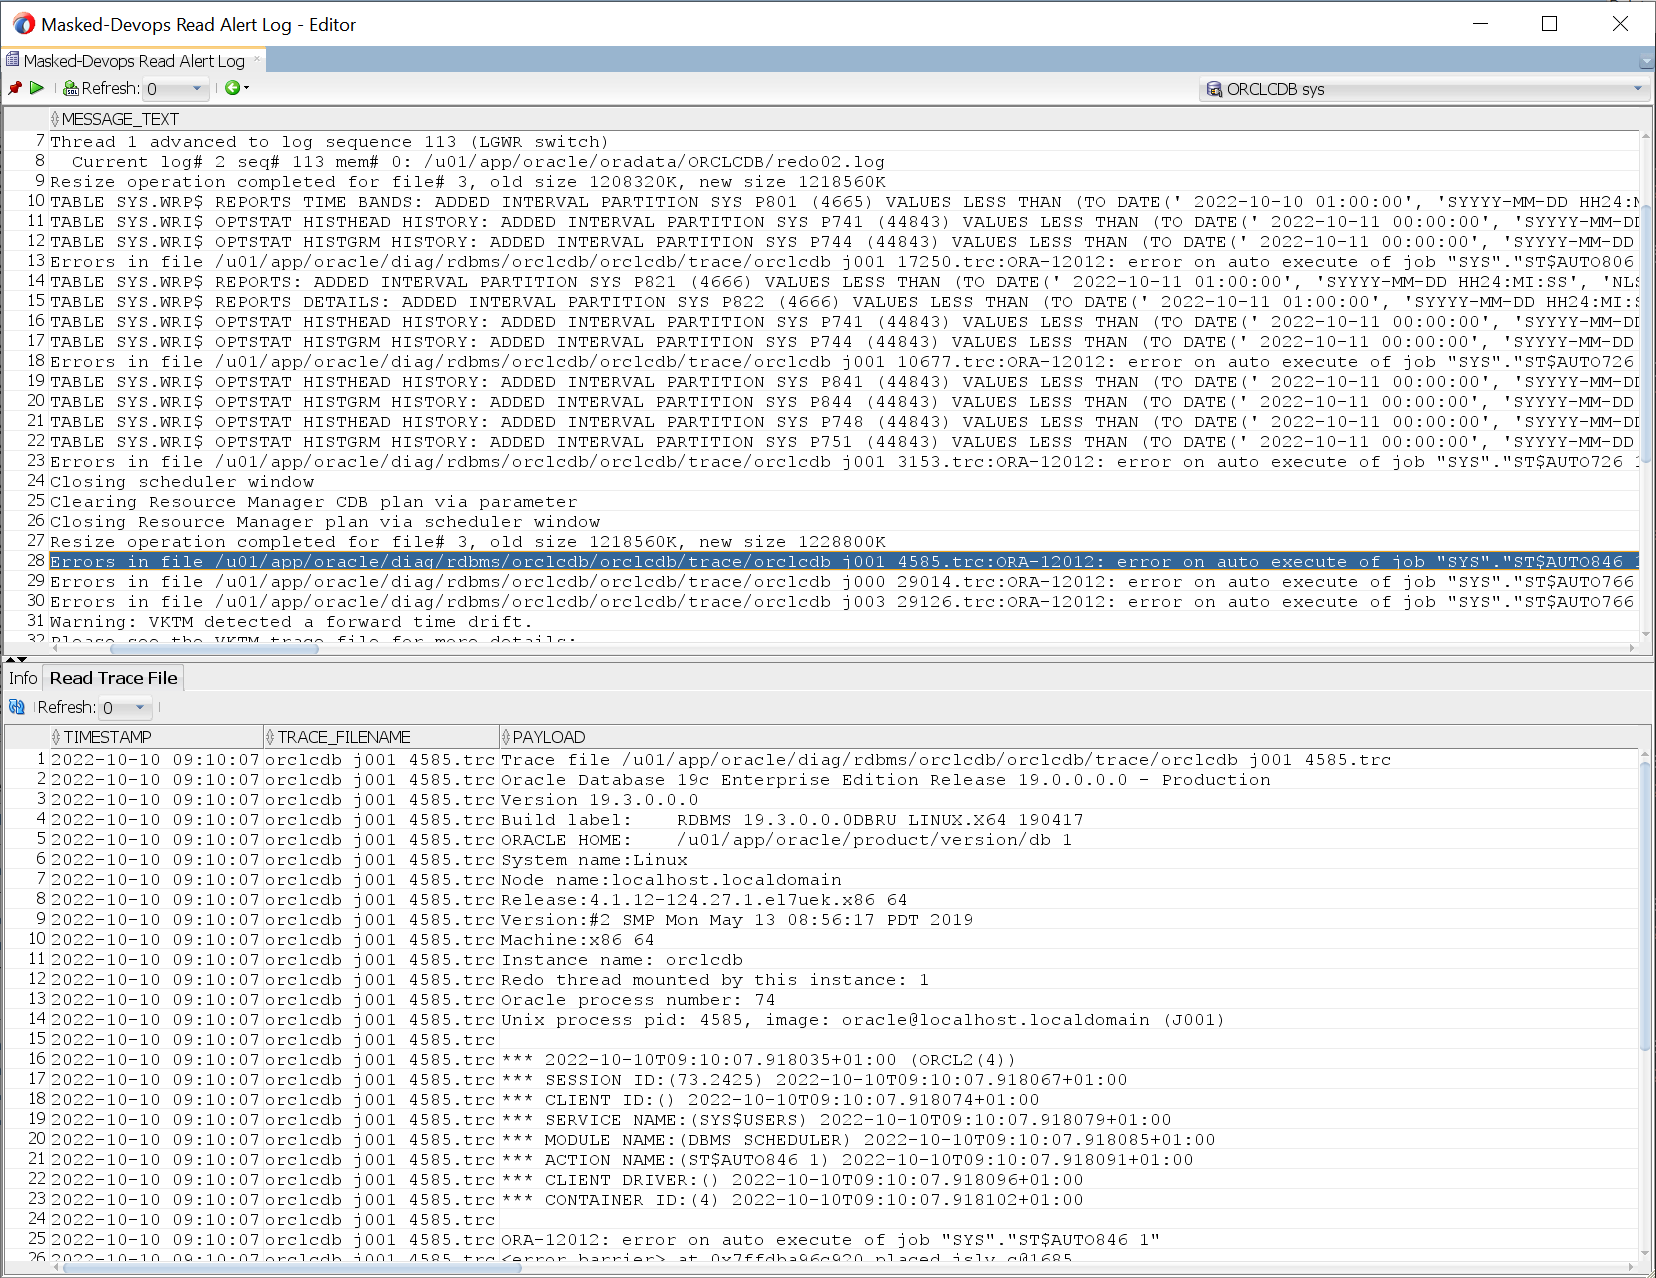 Masked-Devops Read Alert Log - Editor
Masked-Devops Read Alert Log
Refresh: 0
ORCLCDB sys
MESSAGE_TEXT
7 Thread 1 advanced to log sequence 113 (LGWR switch)
8 Current log# 2 seq# 113 mem# 0: /u01/app/oracle/oradata/ORCLCDB/redo02.log
9 Resize operation completed for file# 3, old size 1208320K, new size 1218560K
10 TABLE SYS.WRP$ REPORTS TIME BANDS: ADDED INTERVAL PARTITION SYS P801 (4665) VALUES LESS THAN (TO DATE(' 2022-10-10 01:00:00', 'SYYYY-MM-DD HH24:M
11 TABLE SYS.WRI$ OPTSTAT HISTHEAD HISTORY: ADDED INTERVAL PARTITION SYS P741 (44843) VALUES LESS THAN (TO DATE(' 2022-10-11 00:00:00', 'SYYYY-MM-DD
12 TABLE SYS.WRI$ OPTSTAT HISTGRM HISTORY: ADDED INTERVAL PARTITION SYS P744 (44843) VALUES LESS THAN (TO DATE(' 2022-10-11 00:00:00', 'SYYYY-MM-DD
13 Errors in file /u01/app/oracle/diag/rdbms/orclcdb/orclcdb/trace/orclcdb j001 17250.trc:ORA-12012: error on auto execute of job "SYS"."ST$AUTO806
14 TABLE SYS.WRP$ REPORTS: ADDED INTERVAL PARTITION SYS P821 (4666) VALUES LESS THAN (TO DATE(' 2022-10-11 01:00:00', 'SYYYY-MM-DD HH24:MI:SS', 'NLS
15 TABLE SYS.WRP$ REPORTS DETAILS: ADDED INTERVAL PARTITION SYS P822 (4666) VALUES LESS THAN (TO DATE(' 2022-10-11 01:00:00', 'SYYYY-MM-DD HH24:MI:S
16 TABLE SYS.WRI$ OPTSTAT HISTHEAD HISTORY: ADDED INTERVAL PARTITION SYS P741 (44843) VALUES LESS THAN (TO DATE(' 2022-10-11 00:00:00', 'SYYYY-MM-DD
17 TABLE SYS.WRI$ OPTSTAT HISTGRM HISTORY: ADDED INTERVAL PARTITION SYS P744 (44843) VALUES LESS THAN (TO DATE(' 2022-10-11 00:00:00', 'SYYYY-MM-DD
18 Errors in file /u01/app/oracle/diag/rdbms/orclcdb/orclcdb/trace/orclcdb j001 10677.trc:ORA-12012: error on auto execute of job "SYS"."ST$AUTO726
19 TABLE SYS.WRI$ OPTSTAT HISTHEAD HISTORY: ADDED INTERVAL PARTITION SYS P841 (44843) VALUES LESS THAN (TO DATE(' 2022-10-11 00:00:00', 'SYYYY-MM-DD
20 TABLE SYS.WRI$ OPTSTAT HISTGRM HISTORY: ADDED INTERVAL PARTITION SYS P844 (44843) VALUES LESS THAN (TO DATE(' 2022-10-11 00:00:00', 'SYYYY-MM-DD
21 TABLE SYS.WRI$ OPTSTAT HISTHEAD HISTORY: ADDED INTERVAL PARTITION SYS P748 (44843) VALUES LESS THAN (TO DATE(' 2022-10-11 00:00:00', 'SYYYY-MM-DD
22 TABLE SYS.WRI$ OPTSTAT HISTGRM HISTORY: ADDED INTERVAL PARTITION SYS P751 (44843) VALUES LESS THAN (TO DATE(' 2022-10-11 00:00:00', 'SYYYY-MM-DD
23 Errors in file /u01/app/oracle/diag/rdbms/orclcdb/orclcdb/trace/orclcdb j001 3153.trc:ORA-12012: error on auto execute of job "SYS"."ST$AUTO726 1
24 Closing scheduler window
25 Clearing Resource Manager CDB plan via parameter
26 Closing Resource Manager plan via scheduler window
27 Resize operation completed for file# 3, old size 1218560K, new size 1228800K
28 Errors in file /u01/app/oracle/diag/rdbms/orclcdb/orclcdb/trace/orclcdb j001 4585.trc:ORA-12012: error on auto execute of job "SYS"."ST$AUTO846 1
29 Errors in file /u01/app/oracle/diag/rdbms/orclcdb/orclcdb/trace/orclcdb j000 29014.trc:ORA-12012: error on auto execute of job "SYS"."ST$AUTO766
30 Errors in file /u01/app/oracle/diag/rdbms/orclcdb/orclcdb/trace/orclcdb j003 29126.trc:ORA-12012: error on auto execute of job "SYS"."ST$AUTO766
31 Warning: VKTM detected a forward time drift.
32 Please see the VKTM trace file for more details:
Info Read Trace File
Refresh: 0
TIMESTAMP TRACE_FILENAME PAYLOAD
1 2022-10-10 09:10:07 orclcdb j001 4585.trc Trace file /u01/app/oracle/diag/rdbms/orclcdb/orclcdb/trace/orclcdb j001 4585.trc
2 2022-10-10 09:10:07 orclcdb j001 4585.trc Oracle Database 19c Enterprise Edition Release 19.0.0.0.0 - Production
3 2022-10-10 09:10:07 orclcdb j001 4585.trc Version 19.3.0.0.0
4 2022-10-10 09:10:07 orclcdb j001 4585.trc Build label: RDBMS 19.3.0.0.0DBRU LINUX.X64 190417
5 2022-10-10 09:10:07 orclcdb j001 4585.trc ORACLE HOME: /u01/app/oracle/product/version/db 1
6 2022-10-10 09:10:07 orclcdb j001 4585.trc System name:Linux
7 2022-10-10 09:10:07 orclcdb j001 4585.trc Node name:localhost.localdomain
8 2022-10-10 09:10:07 orclcdb j001 4585.trc Release:4.1.12-124.27.1.el7uek.x86 64
9 2022-10-10 09:10:07 orclcdb j001 4585.trc Version:#2 SMP Mon May 13 08:56:17 PDT 2019
10 2022-10-10 09:10:07 orclcdb j001 4585.trc Machine:x86 64
11 2022-10-10 09:10:07 orclcdb j001 4585.trc Instance name: orclcdb
12 2022-10-10 09:10:07 orclcdb j001 4585.trc Redo thread mounted by this instance: 1
13 2022-10-10 09:10:07 orclcdb j001 4585.trc Oracle process number: 74
14 2022-10-10 09:10:07 orclcdb j001 4585.trc Unix process pid: 4585, image: oracle@localhost.localdomain (J001)
15 2022-10-10 09:10:07 orclcdb j001 4585.trc
16 2022-10-10 09:10:07 orclcdb j001 4585.trc *** 2022-10-10T09:10:07.918035+01:00 (ORCL2(4))
17 2022-10-10 09:10:07 orclcdb j001 4585.trc *** SESSION ID:(73.2425) 2022-10-10T09:10:07.918067+01:00
18 2022-10-10 09:10:07 orclcdb j001 4585.trc *** CLIENT ID:() 2022-10-10T09:10:07.918074+01:00
19 2022-10-10 09:10:07 orclcdb j001 4585.trc *** SERVICE NAME:(SYS$USERS) 2022-10-10T09:10:07.918079+01:00
20 2022-10-10 09:10:07 orclcdb j001 4585.trc *** MODULE NAME:(DBMS SCHEDULER) 2022-10-10T09:10:07.918085+01:00
21 2022-10-10 09:10:07 orclcdb j001 4585.trc *** ACTION NAME:(ST$AUTO846 1) 2022-10-10T09:10:07.918091+01:00
22 2022-10-10 09:10:07 orclcdb j001 4585.trc *** CLIENT DRIVER:() 2022-10-10T09:10:07.918096+01:00
23 2022-10-10 09:10:07 orclcdb j001 4585.trc *** CONTAINER ID:(4) 2022-10-10T09:10:07.918102+01:00
24 2022-10-10 09:10:07 orclcdb j001 4585.trc
25 2022-10-10 09:10:07 orclcdb j001 4585.trc ORA-12012: error on auto execute of job "SYS"."ST$AUTO846 1"
26 2022-10-10 09:10:07 orclcdb j001 4585.trc <error barrier> at 0x7ffdba96c920 placed jslv.c@1685